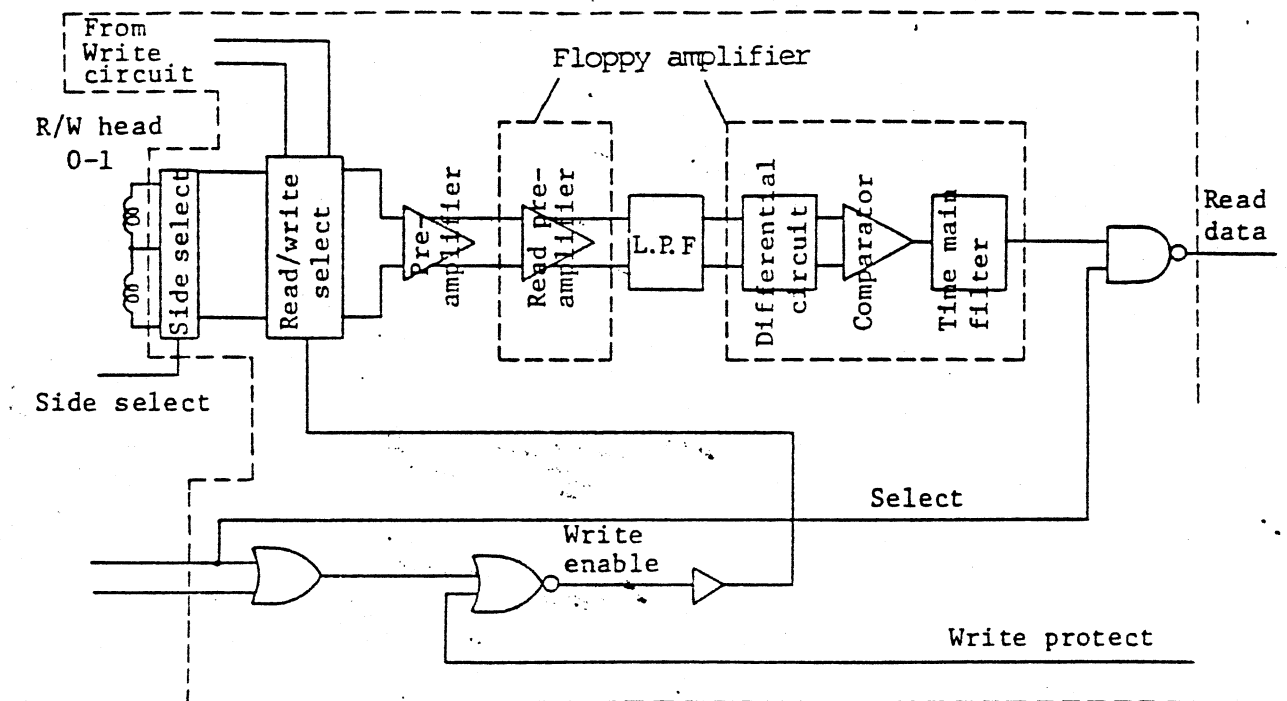 From
Write
circuit
Floppy amplifier
R/W head
0-1
Side select
Read/write
select
Pre-
amplifier
Read pre-
amplifier
L.P.F
Differential
circuit
Comparator
Time main
filter
Read
data
Side select
Select
Write
enable
Write protect